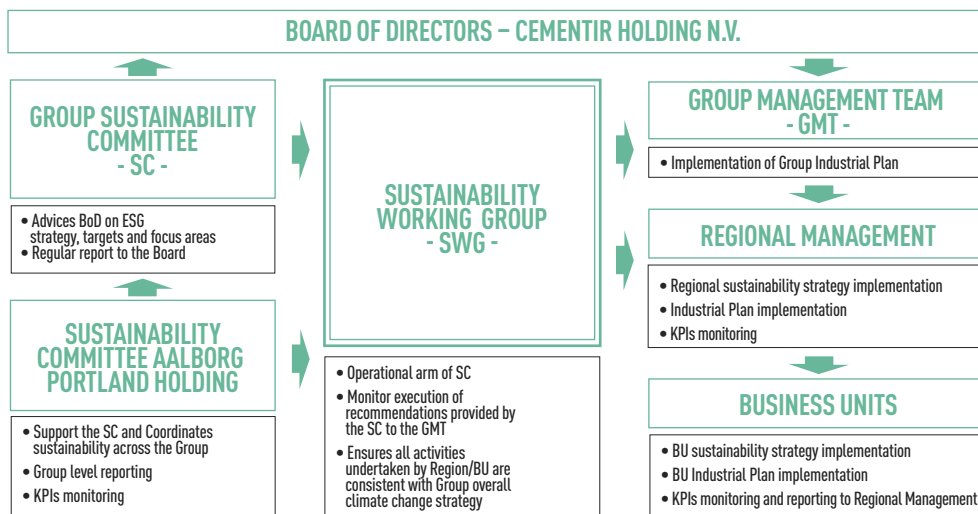 BOARD OF DIRECTORS – CEMENTIR HOLDING N.V.
GROUP SUSTAINABILITY
COMMITTEE
- SC -
• Advices BoD on ESG
strategy, targets and focus areas
• Regular report to the Board
SUSTAINABILITY
COMMITTEE AALBORG
PORTLAND HOLDING
• Support the SC and Coordinates
sustainability across the Group
• Group level reporting
• KPIs monitoring
SUSTAINABILITY
WORKING GROUP
- SWG -
• Operational arm of SC
• Monitor execution of
recommendations provided by
the SC to the GMT
• Ensures all activities
undertaken by Region/BU are
consistent with Group overall
climate change strategy
GROUP MANAGEMENT TEAM
- GMT -
• Implementation of Group Industrial Plan
REGIONAL MANAGEMENT
• Regional sustainability strategy implementation
• Industrial Plan implementation
• KPIs monitoring
BUSINESS UNITS
• BU sustainability strategy implementation
• BU Industrial Plan implementation
• KPIs monitoring and reporting to Regional Management